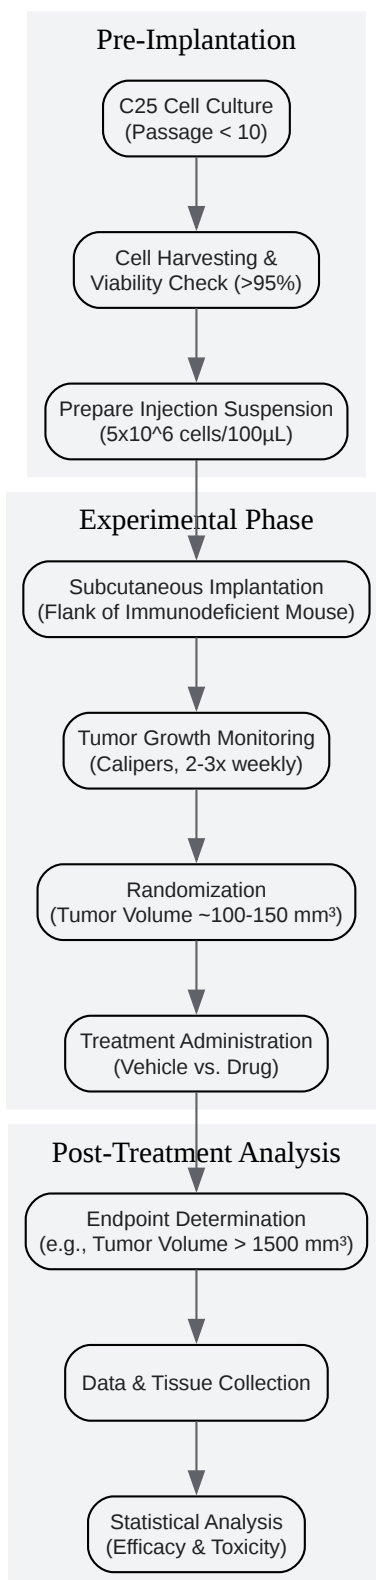 Pre-Implantation
C25 Cell Culture
(Passage < 10)
Cell Harvesting &
Viability Check (>95%)
Prepare Injection Suspension
(5x10^6 cells/100µL)
Experimental Phase
Subcutaneous Implantation
(Flank of Immunodeficient Mouse)
Tumor Growth Monitoring
(Calipers, 2-3x weekly)
Randomization
(Tumor Volume ~100-150 mm³)
Treatment Administration
(Vehicle vs. Drug)
Post-Treatment Analysis
Endpoint Determination
(e.g., Tumor Volume > 1500 mm³)
Data & Tissue Collection
Statistical Analysis
(Efficacy & Toxicity)